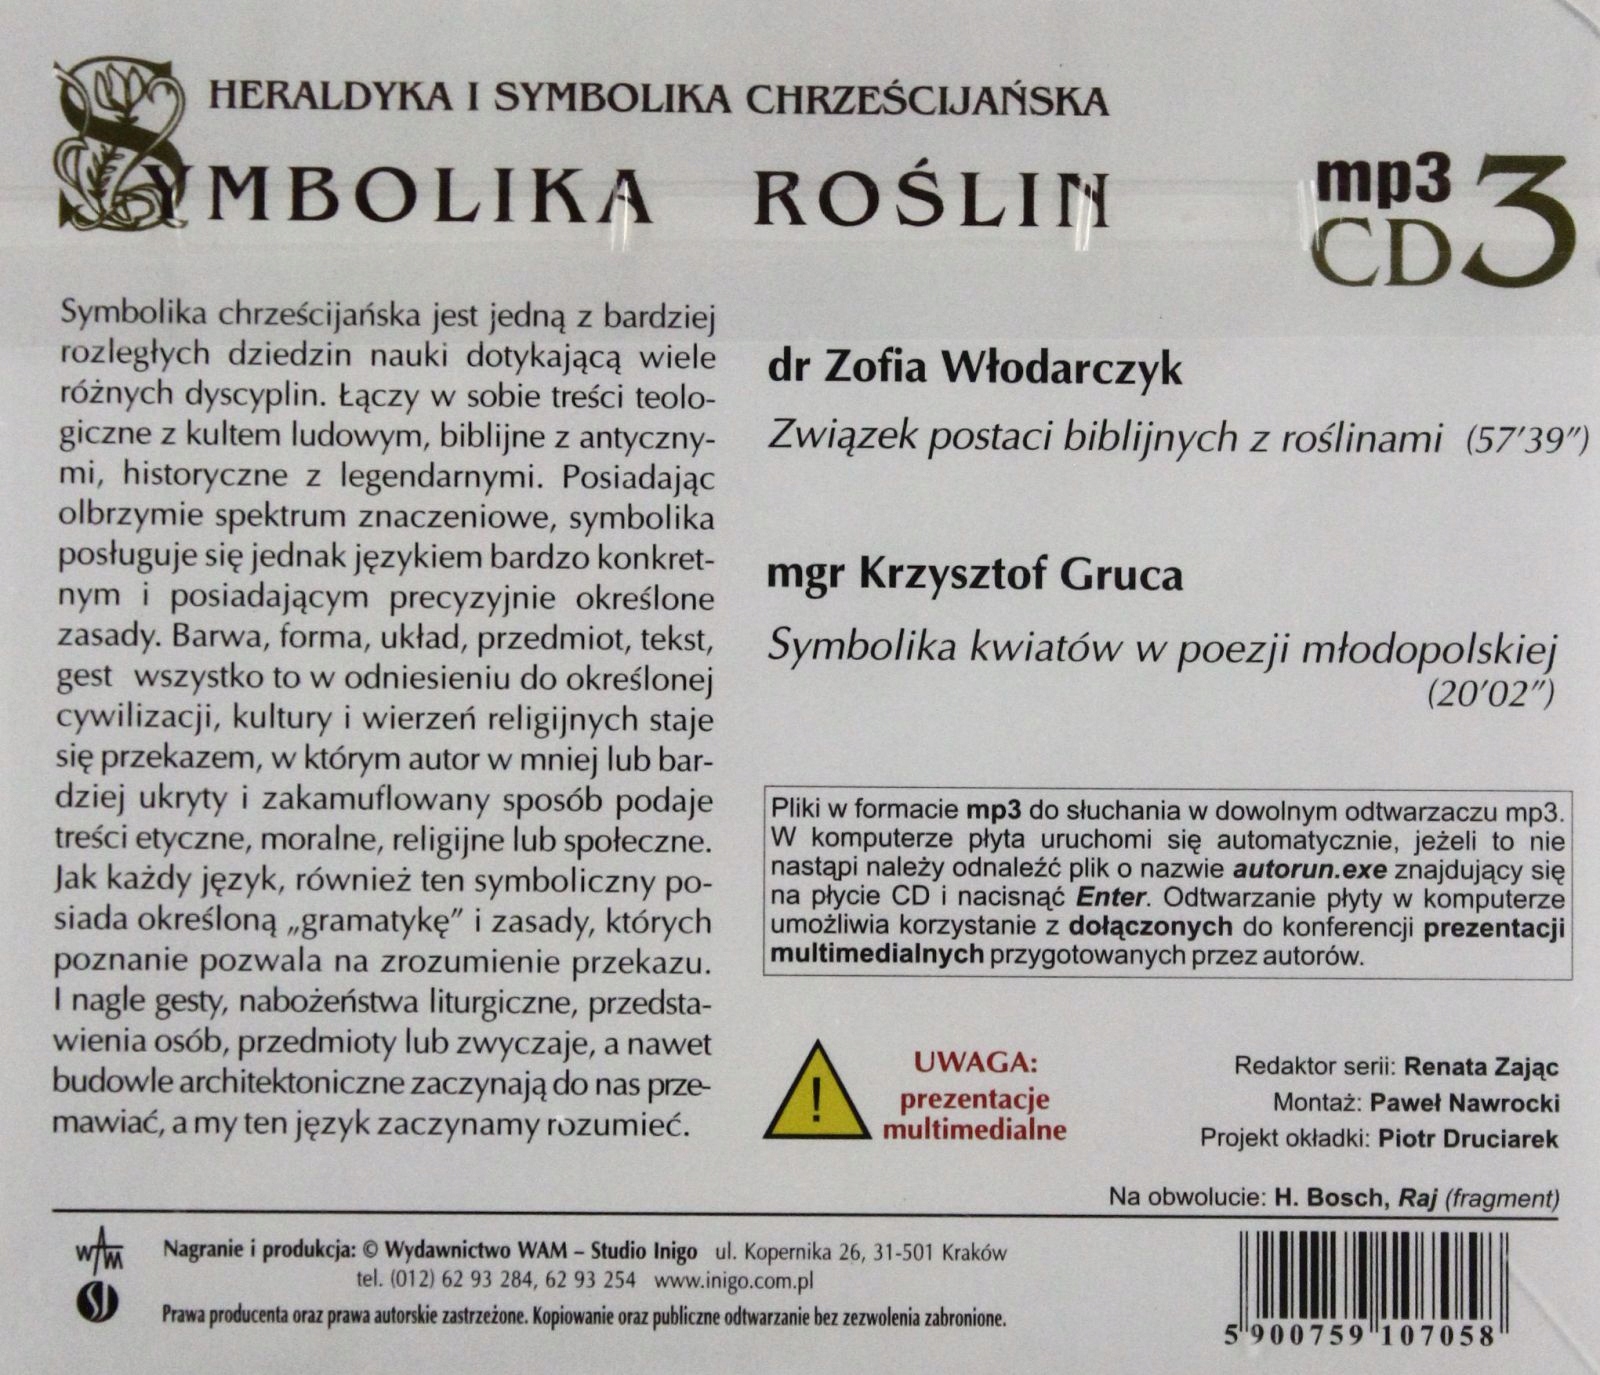 HERALDYKA I SYMBOLIKA CHRZEŚCIJAŃSKA
SYMBOLIKA ROŚLIN
mp3
CD 3
Symbolika chrześcijańska jest jedną z bardziej
rozległych dziedzin nauki dotykającą wiele
różnych dyscyplin. Łączy w sobie treści teolo-
giczne z kultem ludowym, biblijne z antyczny-
mi, historyczne z legendarnymi. Posiadając
olbrzymie spektrum znaczeniowe, symbolika
posługuje się jednak językiem bardzo konkret-
nym i posiadającym precyzyjnie określone
zasady. Barwa, forma, układ, przedmiot, tekst,
gest wszystko to w odniesieniu do określonej
cywilizacji, kultury i wierzeń religijnych staje
się przekazem, w którym autor w mniej lub bar-
dziej ukryty i zakamuflowany sposób podaje
treści etyczne, moralne, religijne lub społeczne.
Jak każdy język, również ten symboliczny po-
siada określoną „gramatykę” i zasady, których
poznanie pozwala na zrozumienie przekazu.
I nagle gesty, nabożeństwa liturgiczne, przedsta-
wienia osób, przedmioty lub zwyczaje, a nawet
budowle architektoniczne zaczynają do nas prze-
mawiać, a my ten język zaczynamy rozumieć.
dr Zofia Włodarczyk
Związek postaci biblijnych z roślinami (57'39")
mgr Krzysztof Gruca
Symbolika kwiatów w poezji młodopolskiej
(20'02")
Pliki w formacie mp3 do słuchania w dowolnym odtwarzaczu mp3.
W komputerze płyta uruchomi się automatycznie, jeżeli to nie
nastąpi należy odnaleźć plik o nazwie autorun.exe znajdujący się
na płycie CD i nacisnąć Enter. Odtwarzanie płyty w komputerze
umożliwia korzystanie z dołączonych do konferencji prezentacji
multimedialnych przygotowanych przez autorów.
!
UWAGA:
prezentacje
multimedialne
Redaktor serii: Renata Zając
Montaż: Paweł Nawrocki
Projekt okładki: Piotr Druciarek
Na obwolucie: H. Bosch, Raj (fragment)
WAM
SJ
Nagranie i produkcja: © Wydawnictwo WAM – Studio Inigo ul. Kopernika 26, 31-501 Kraków
tel. (012) 62 93 284, 62 93 254 www.inigo.com.pl
Prawa producenta oraz prawa autorskie zastrzeżone. Kopiowanie oraz publiczne odtwarzanie bez zezwolenia zabronione.
5 900759 107058